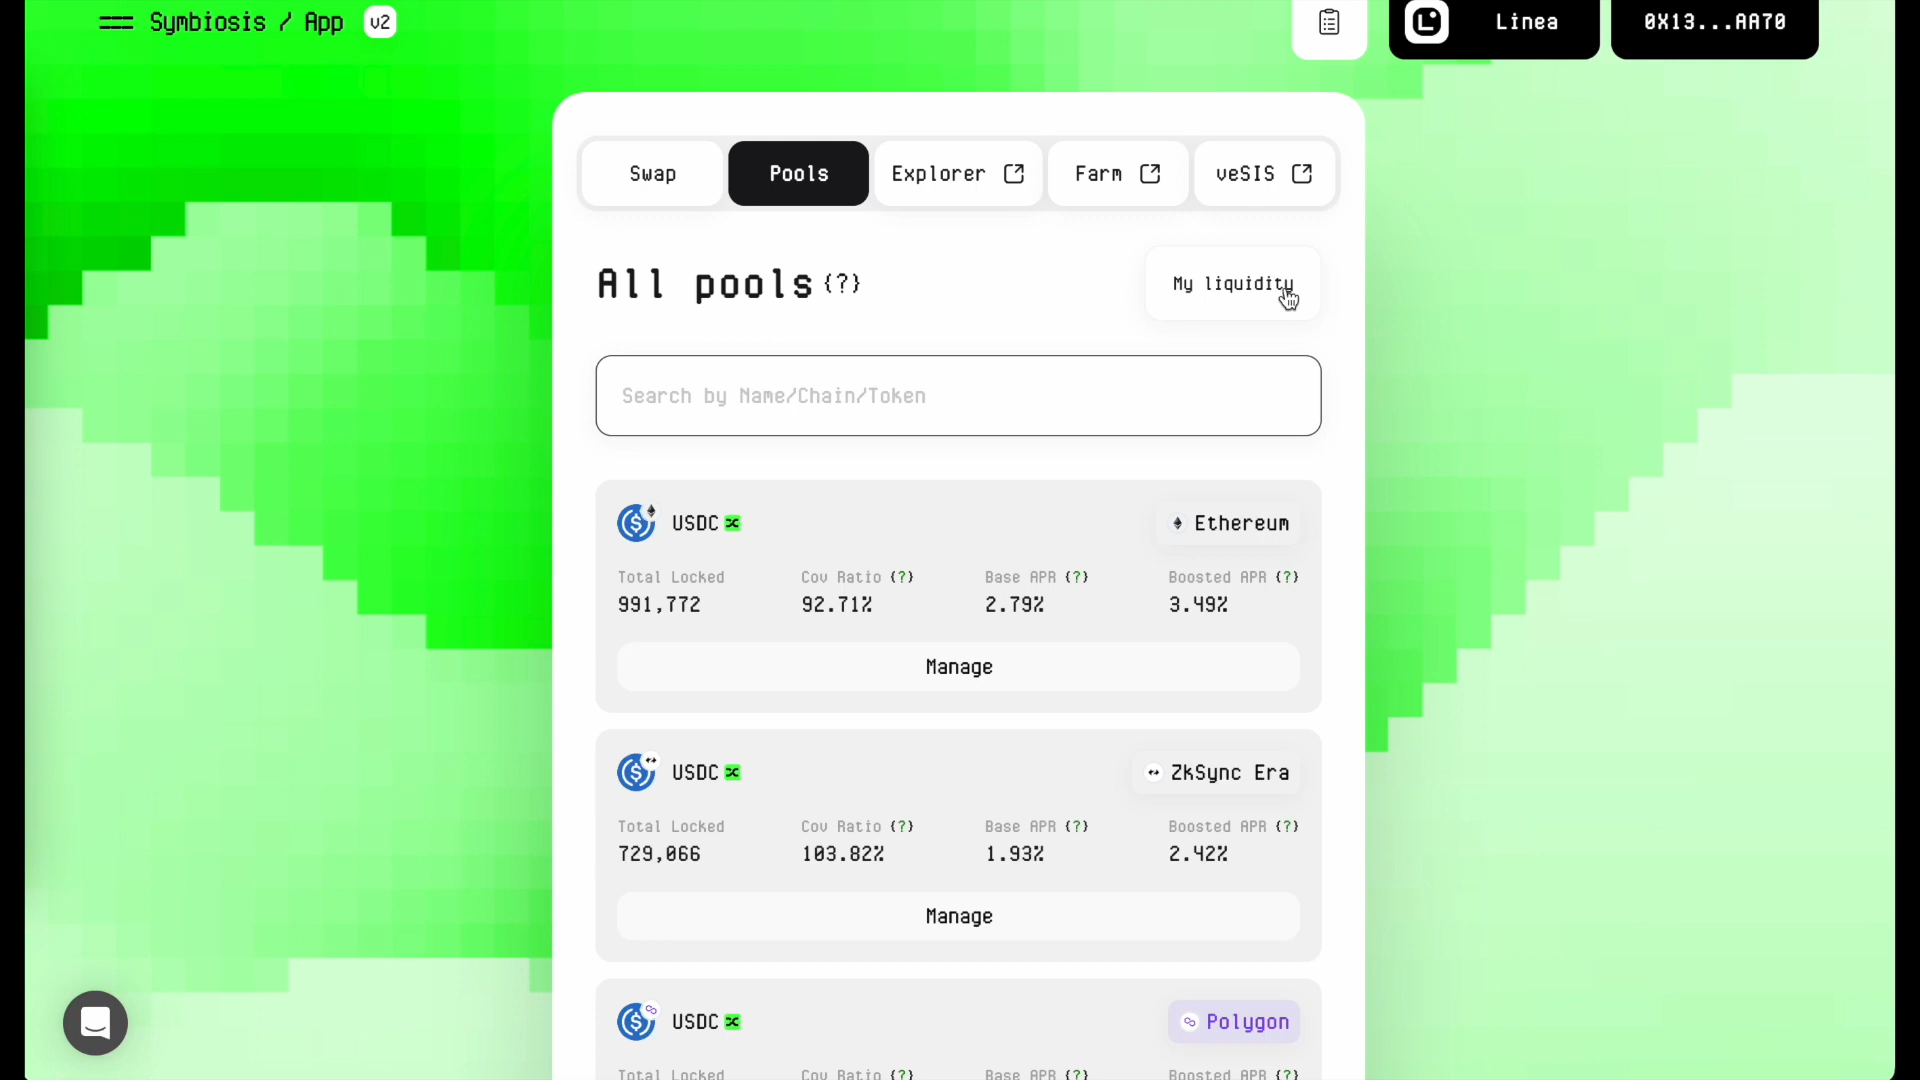 Symbiosis / App v2
Linea
0X13...AA70
Swap
Pools
Explorer
Farm
veSIS
All pools {?}
My liquidity
Search by Name/Chain/Token
USDC
Ethereum
Total Locked
Cov Ratio {?}
Base APR {?}
Boosted APR {?}
991,772
92.71%
2.79%
3.49%
Manage
USDC
ZkSync Era
Total Locked
Cov Ratio {?}
Base APR {?}
Boosted APR {?}
729,066
103.82%
1.93%
2.42%
Manage
USDC
Polygon
Total Locked
Cov Ratio {?}
Base APR {?}
Boosted APR {?}